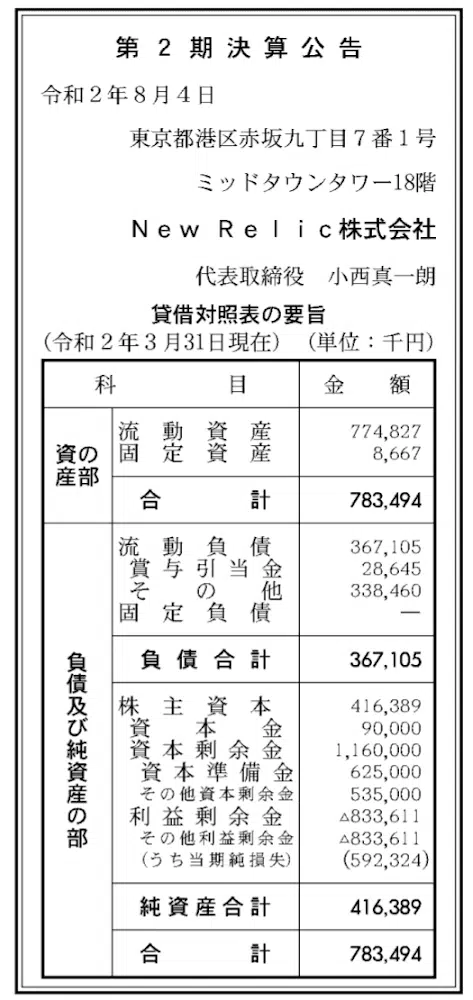 第２期決算公告
令和２年８月４日
東京都港区赤坂九丁目７番１号
ミッドタウンタワー18階
Ｎｅｗ Ｒｅｌｉｃ株式会社
代表取締役　小西真一朗
貸借対照表の要旨
(令和２年３月31日現在)　(単位：千円)
科　目　金　額
資産の部
流動資産　774,827
固定資産　8,667
合計　783,494
負債及び純資産の部
流動負債　367,105
賞与引当金　28,645
その他　338,460
固定負債　―
負債合計　367,105
株主資本　416,389
資本金　90,000
資本剰余金　1,160,000
資本準備金　625,000
その他資本剰余金　535,000
利益剰余金　△833,611
その他利益剰余金　△833,611
(うち当期純損失)　(592,324)
純資産合計　416,389
合計　783,494